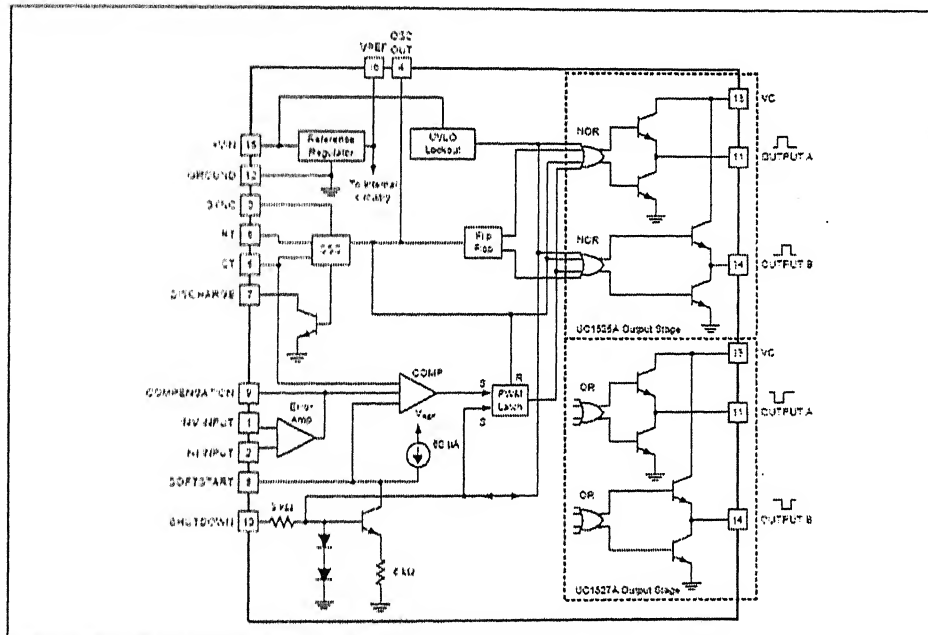 VREF
OSC
OUT
16
4
+VIN
15
Reference
Regulator
UVLO
Lockout
NOR
13
VC
11
OUTPUT A
GROUND
12
To Internal
circuitry
SYNC
3
RT
6
OSC
Flip
Flop
NOR
CT
5
14
OUTPUT B
DISCHARGE
7
UC1525A Output Stage
13
VC
COMP
R
COMPENSATION
9
S
PWM
Latch
OR
Error
Amp
VREF
S
11
OUTPUT A
INV INPUT
1
50 µA
NI INPUT
2
SOFTSTART
8
OR
5 kΩ
SHUTDOWN
10
14
OUTPUT B
5 kΩ
UC1527A Output Stage